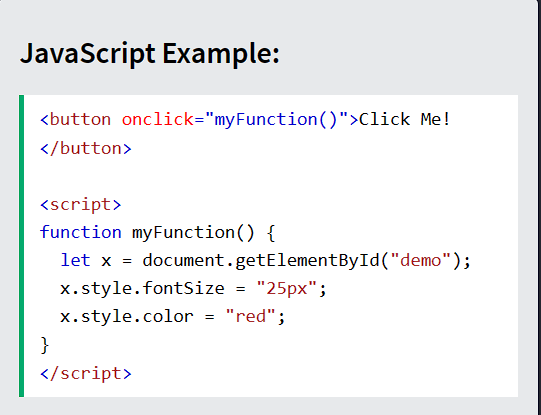 JavaScript Example:
<button onclick="myFunction()">Click Me!
</button>
<script>
function myFunction() {
let x = document.getElementById("demo");
x.style.fontSize = "25px";
x.style.color = "red";
}
</script>